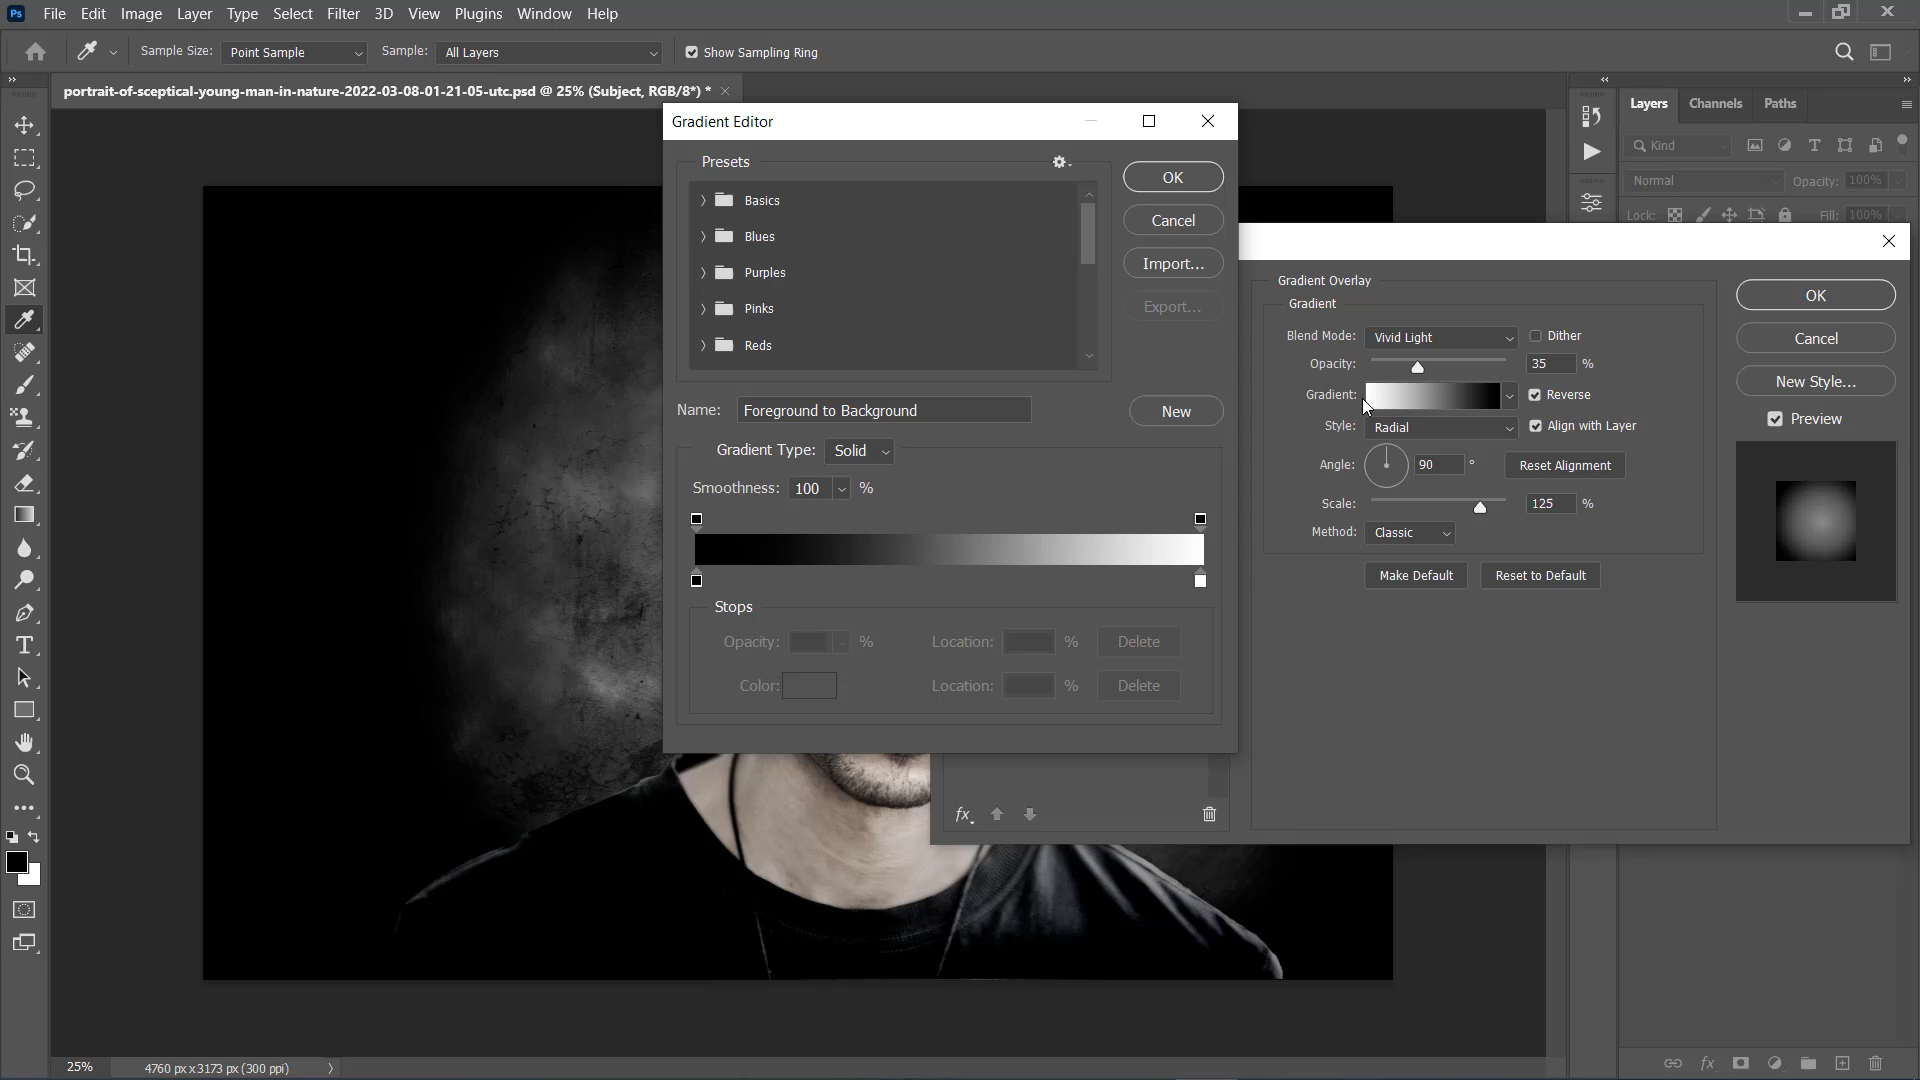 Ps File Edit Image Layer Type Select Filter 3D View Plugins Window Help
Sample Size: Point Sample Sample: All Layers Show Sampling Ring
portrait-of-sceptical-young-man-in-nature-2022-03-08-01-21-05-utc.psd @ 25% (Subject, RGB/8*) *
Layers Channels Paths
Kind
Normal Opacity: 100%
Lock: Fill: 100%
Gradient Editor
Presets
Basics
Blues
Purples
Pinks
Reds
OK
Cancel
Import...
Export...
Name: Foreground to Background New
Gradient Type: Solid
Smoothness: 100 %
Stops
Opacity: % Location: % Delete
Color: Location: % Delete
Gradient Overlay
Gradient
Blend Mode: Vivid Light Dither
Opacity: 35 %
Gradient: Reverse
Style: Radial Align with Layer
Angle: 90 ° Reset Alignment
Scale: 125 %
Method: Classic
Make Default Reset to Default
OK
Cancel
New Style...
Preview
fx
T
fx
25% 4760 px x 3173 px (300 ppi)